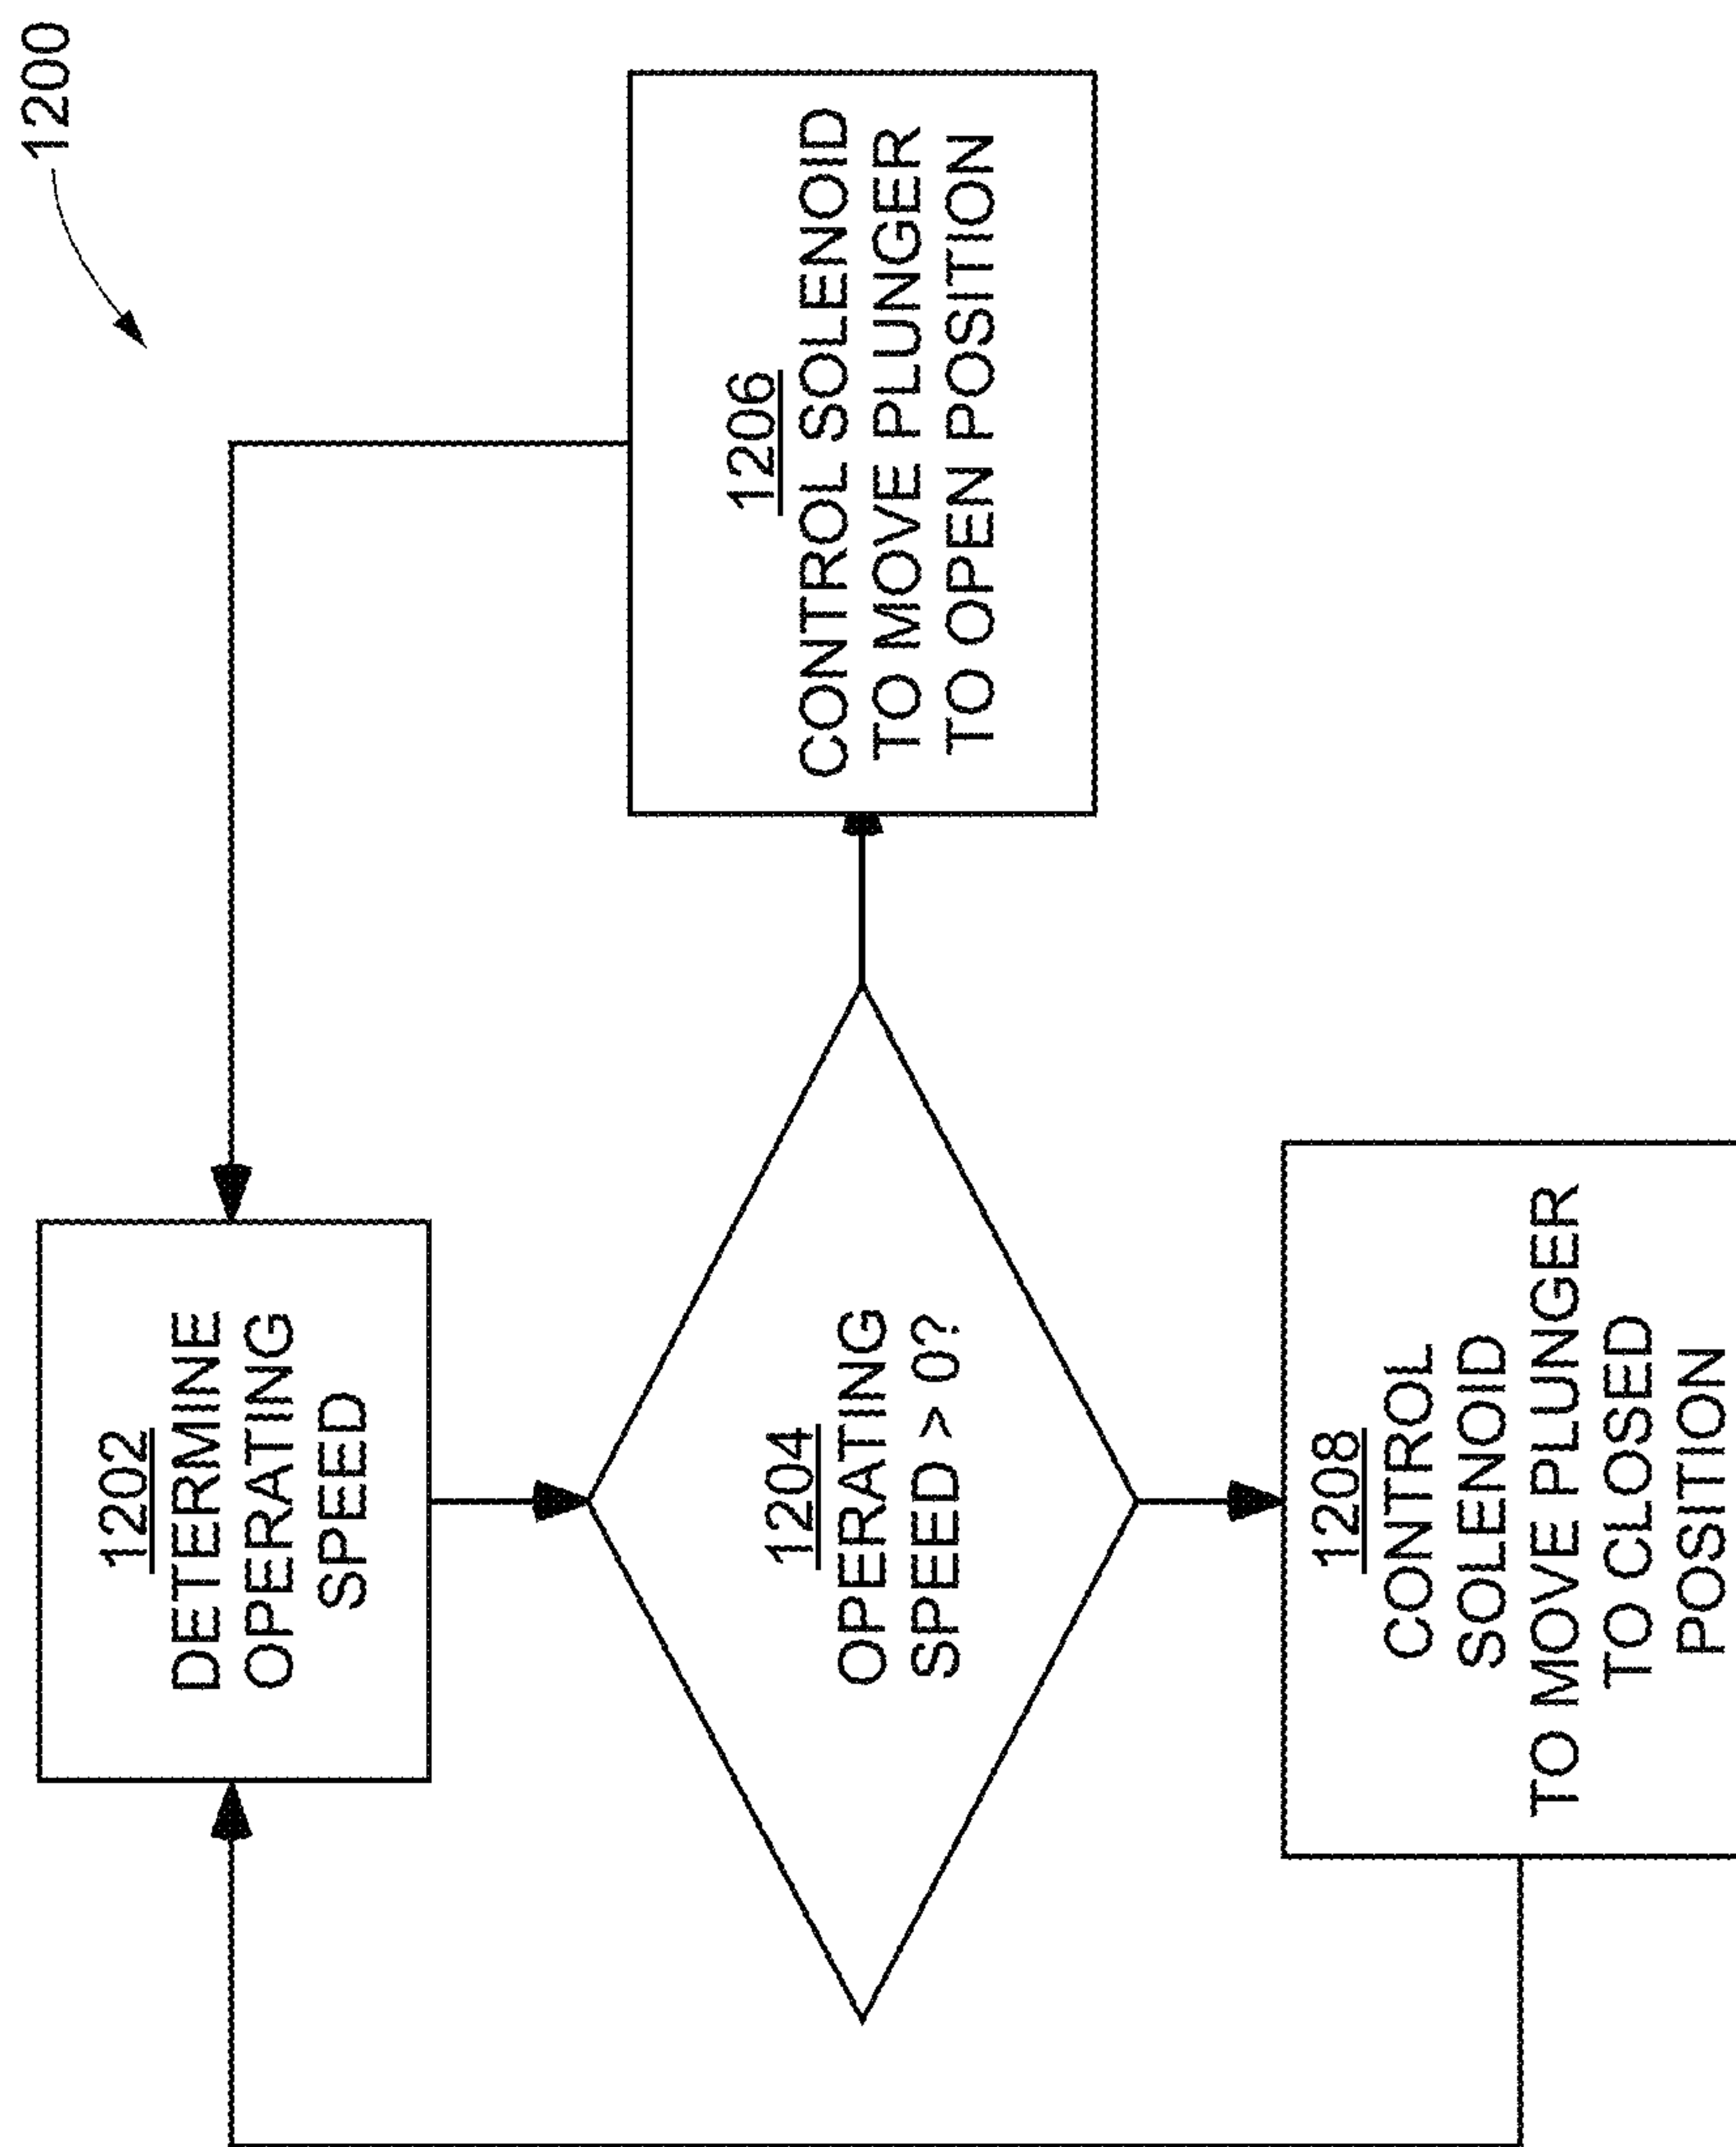 1200
1202
DETERMINE
OPERATING
SPEED
1204
OPERATING
SPEED > 0?
1206
CONTROL SOLENOID
TO MOVE PLUNGER
TO OPEN POSITION
1208
CONTROL
SOLENOID
TO MOVE PLUNGER
TO CLOSED
POSITION